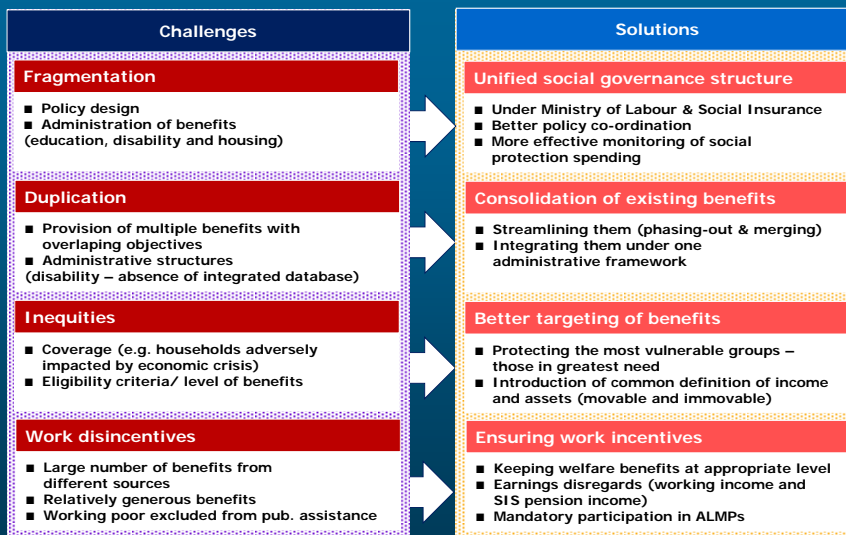 Challenges
Fragmentation
■ Policy design
■ Administration of benefits
(education, disability and housing)
Duplication
■ Provision of multiple benefits with
overlaping objectives
■ Administrative structures
(disability – absence of integrated database)
Inequities
■ Coverage (e.g. households adversely
impacted by economic crisis)
■ Eligibility criteria/ level of benefits
Work disincentives
■ Large number of benefits from
different sources
■ Relatively generous benefits
■ Working poor excluded from pub. assistance
Solutions
Unified social governance structure
■ Under Ministry of Labour & Social Insurance
■ Better policy co-ordination
■ More effective monitoring of social
protection spending
Consolidation of existing benefits
■ Streamlining them (phasing-out & merging)
■ Integrating them under one
administrative framework
Better targeting of benefits
■ Protecting the most vulnerable groups –
those in greatest need
■ Introduction of common definition of income
and assets (movable and immovable)
Ensuring work incentives
■ Keeping welfare benefits at appropriate level
■ Earnings disregards (working income and
SIS pension income)
■ Mandatory participation in ALMPs